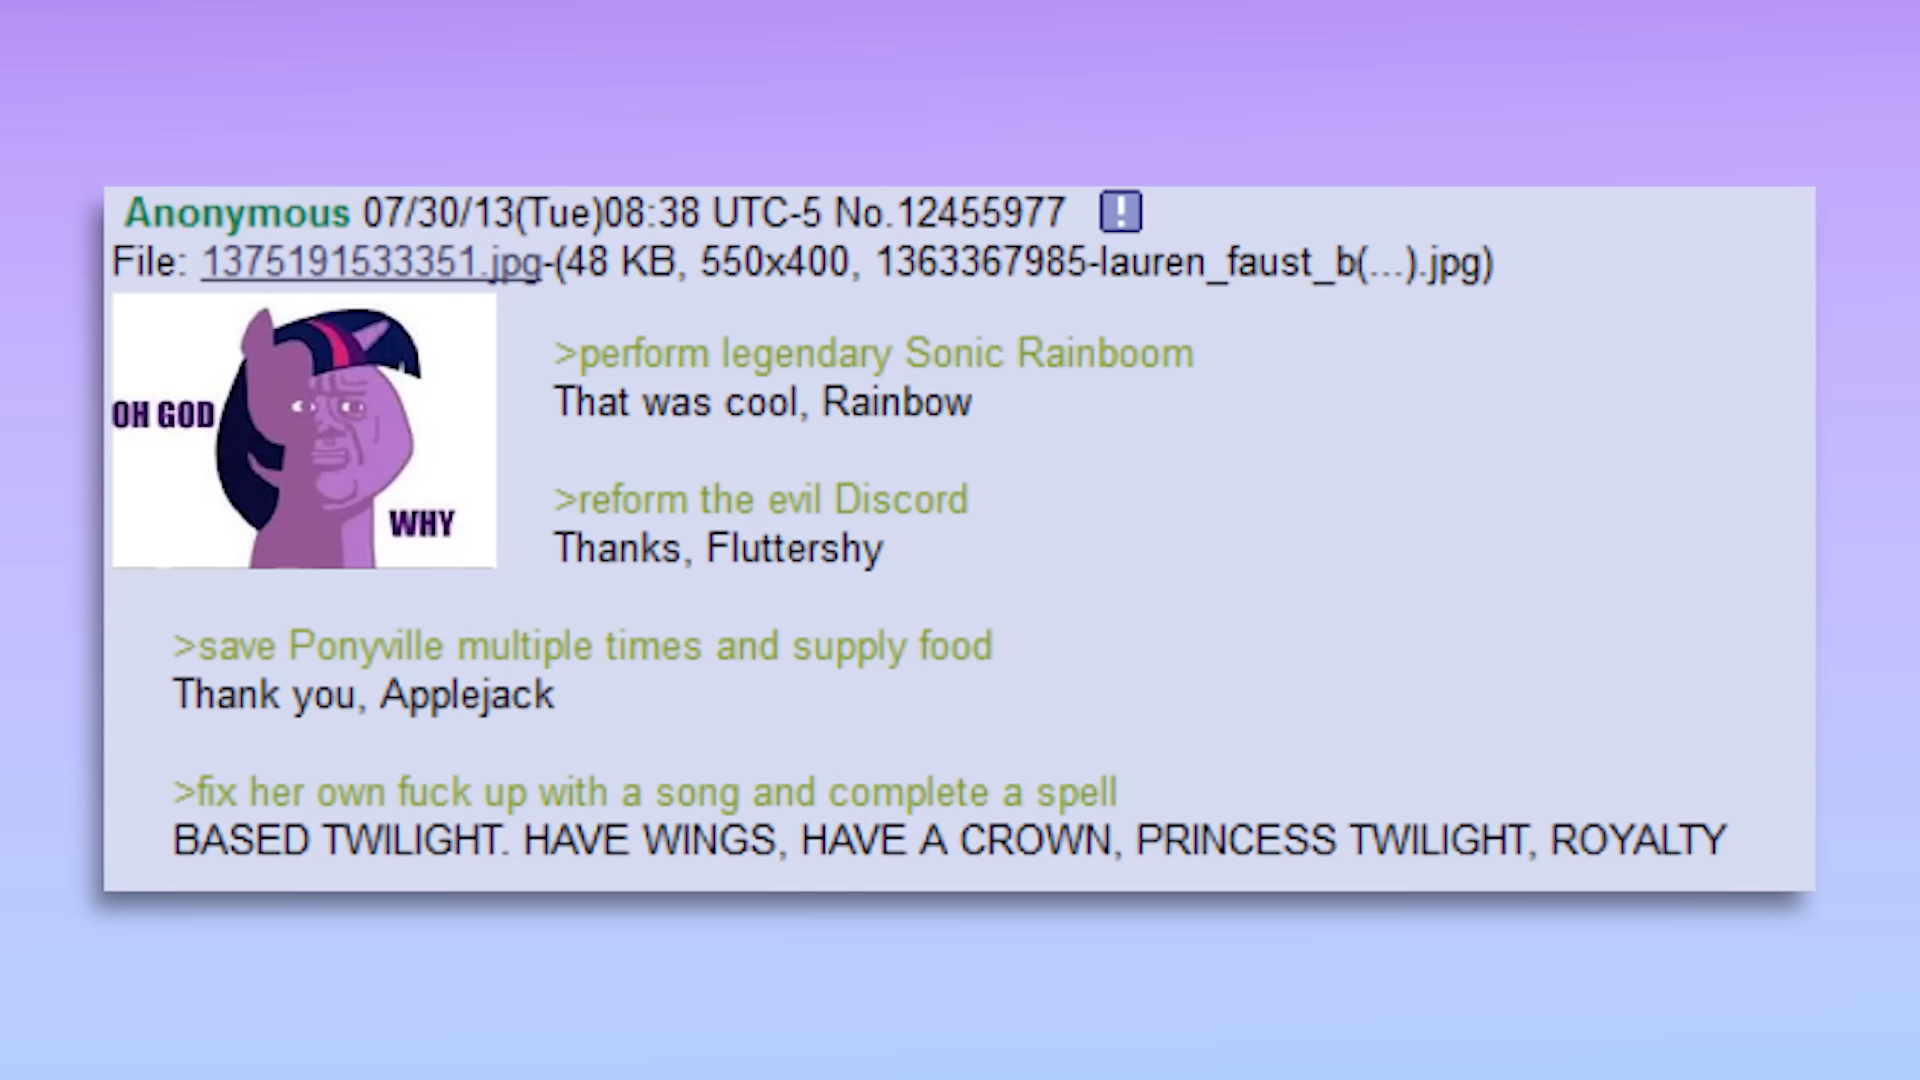 Anonymous 07/30/13(Tue)08:38 UTC-5 No.12455977 !
File: 1375191533351.jpg-(48 KB, 550x400, 1363367985-lauren_faust_b(...).jpg)
OH GOD
WHY
>perform legendary Sonic Rainboom
That was cool, Rainbow
>reform the evil Discord
Thanks, Fluttershy
>save Ponyville multiple times and supply food
Thank you, Applejack
>fix her own fuck up with a song and complete a spell
BASED TWILIGHT. HAVE WINGS, HAVE A CROWN, PRINCESS TWILIGHT, ROYALTY